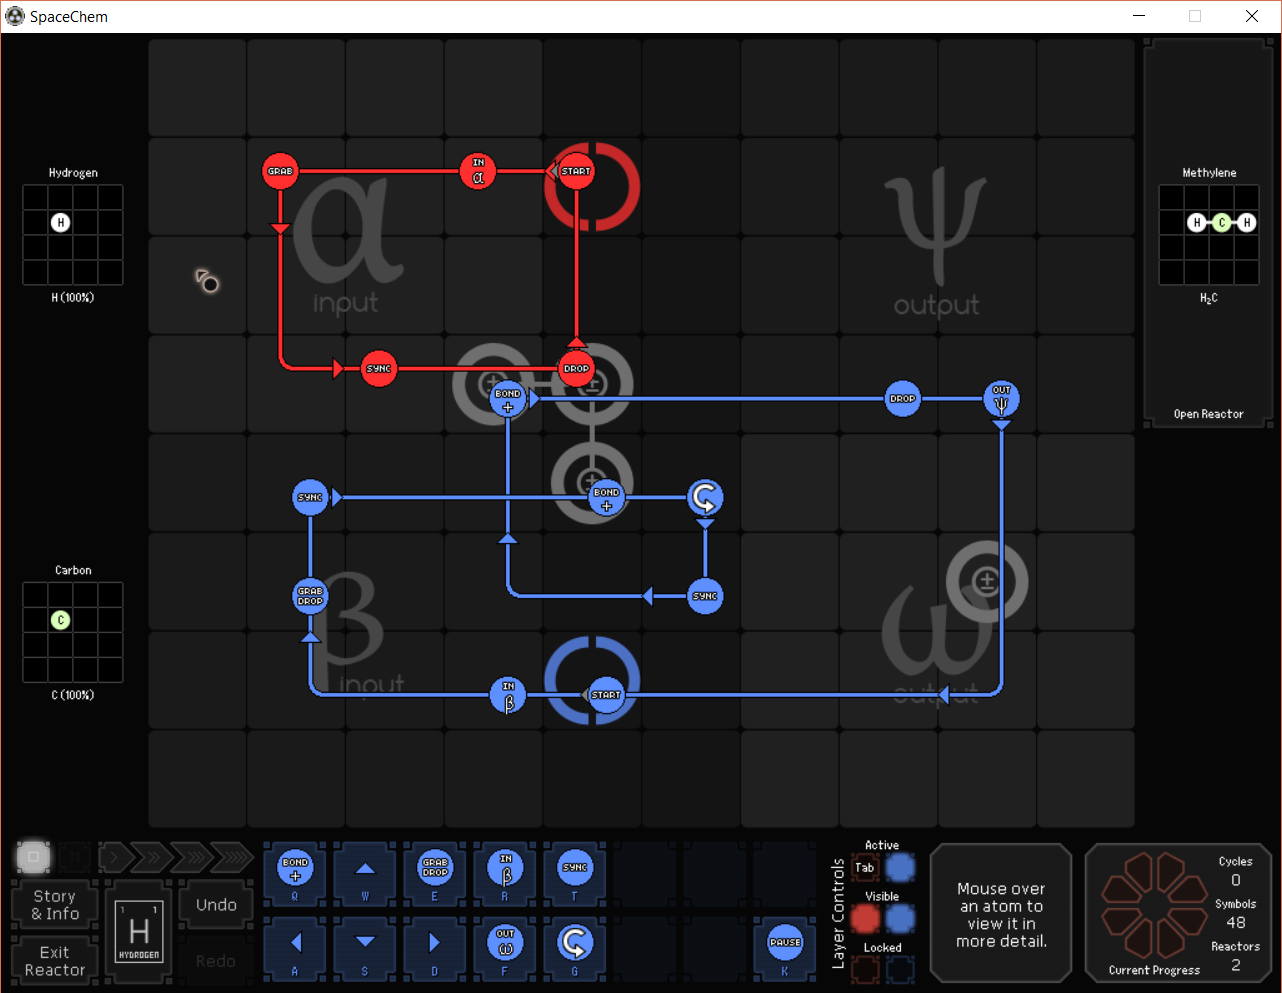 SpaceChem
Hydrogen
H
H (100%)
Carbon
C
C (100%)
GRAB
IN
α
START
α
input
SYNC
DROP
ψ
output
BOND
+
DROP
OUT
ψ
SYNC
BOND
+
GRAB
DROP
SYNC
β
input
IN
β
START
ω
output
Methylene
H C H
H2C
Open Reactor
Story
& Info
Exit
Reactor
1 1
H
HYDROGEN
Undo
Redo
BOND
+
Q
W
GRAB
DROP
E
IN
β
R
SYNC
T
A
S
D
OUT
ω
F
G
PAUSE
K
Layer Controls
Active
Tab
Visible
Locked
Mouse over
an atom to
view it in
more detail.
Current Progress
Cycles
0
Symbols
48
Reactors
2